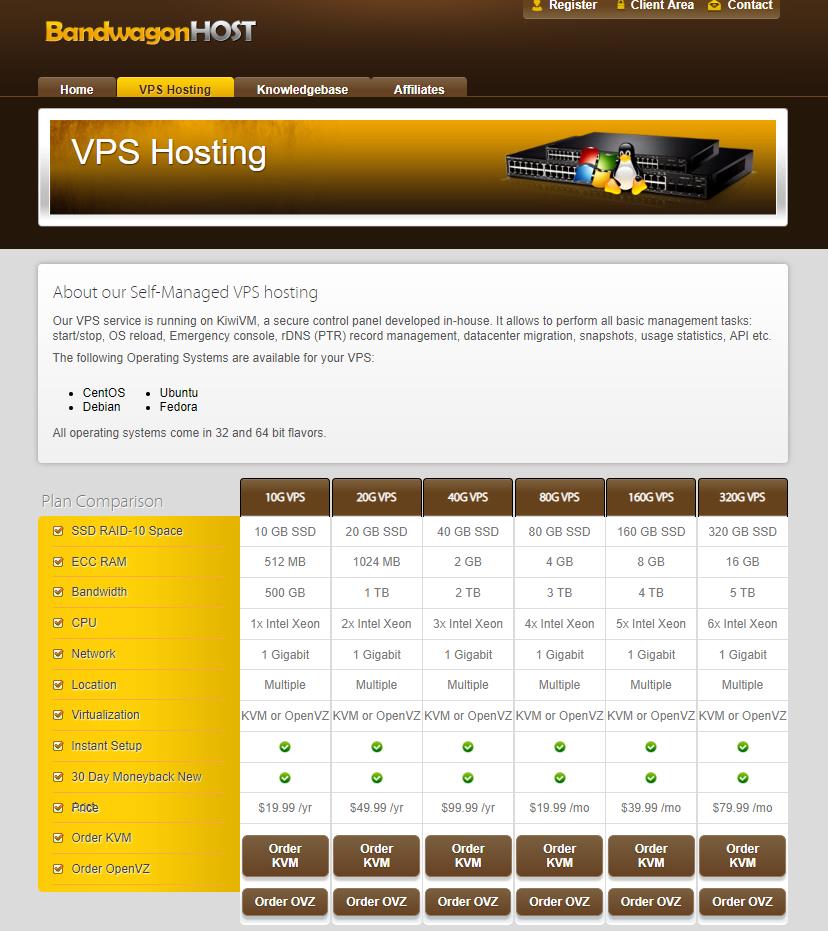 Register Client Area Contact
BandwagonHOST
Home VPS Hosting Knowledgebase Affiliates
VPS Hosting
About our Self-Managed VPS hosting
Our VPS service is running on KiwiVM, a secure control panel developed in-house. It allows to perform all basic management tasks:
start/stop, OS reload, Emergency console, rDNS (PTR) record management, datacenter migration, snapshots, usage statistics, API etc.
The following Operating Systems are available for your VPS:
CentOS Ubuntu
Debian Fedora
All operating systems come in 32 and 64 bit flavors.
Plan Comparison 10G VPS 20G VPS 40G VPS 80G VPS 160G VPS 320G VPS
SSD RAID-10 Space 10 GB SSD 20 GB SSD 40 GB SSD 80 GB SSD 160 GB SSD 320 GB SSD
ECC RAM 512 MB 1024 MB 2 GB 4 GB 8 GB 16 GB
Bandwidth 500 GB 1 TB 2 TB 3 TB 4 TB 5 TB
CPU 1x Intel Xeon 2x Intel Xeon 3x Intel Xeon 4x Intel Xeon 5x Intel Xeon 6x Intel Xeon
Network 1 Gigabit 1 Gigabit 1 Gigabit 1 Gigabit 1 Gigabit 1 Gigabit
Location Multiple Multiple Multiple Multiple Multiple Multiple
Virtualization KVM or OpenVZ KVM or OpenVZ KVM or OpenVZ KVM or OpenVZ KVM or OpenVZ KVM or OpenVZ
Instant Setup
30 Day Moneyback New
Price $19.99 /yr $49.99 /yr $99.99 /yr $19.99 /mo $39.99 /mo $79.99 /mo
Order KVM Order Order Order Order Order Order
KVM KVM KVM KVM KVM KVM
Order OpenVZ
Order OVZ Order OVZ Order OVZ Order OVZ Order OVZ Order OVZ